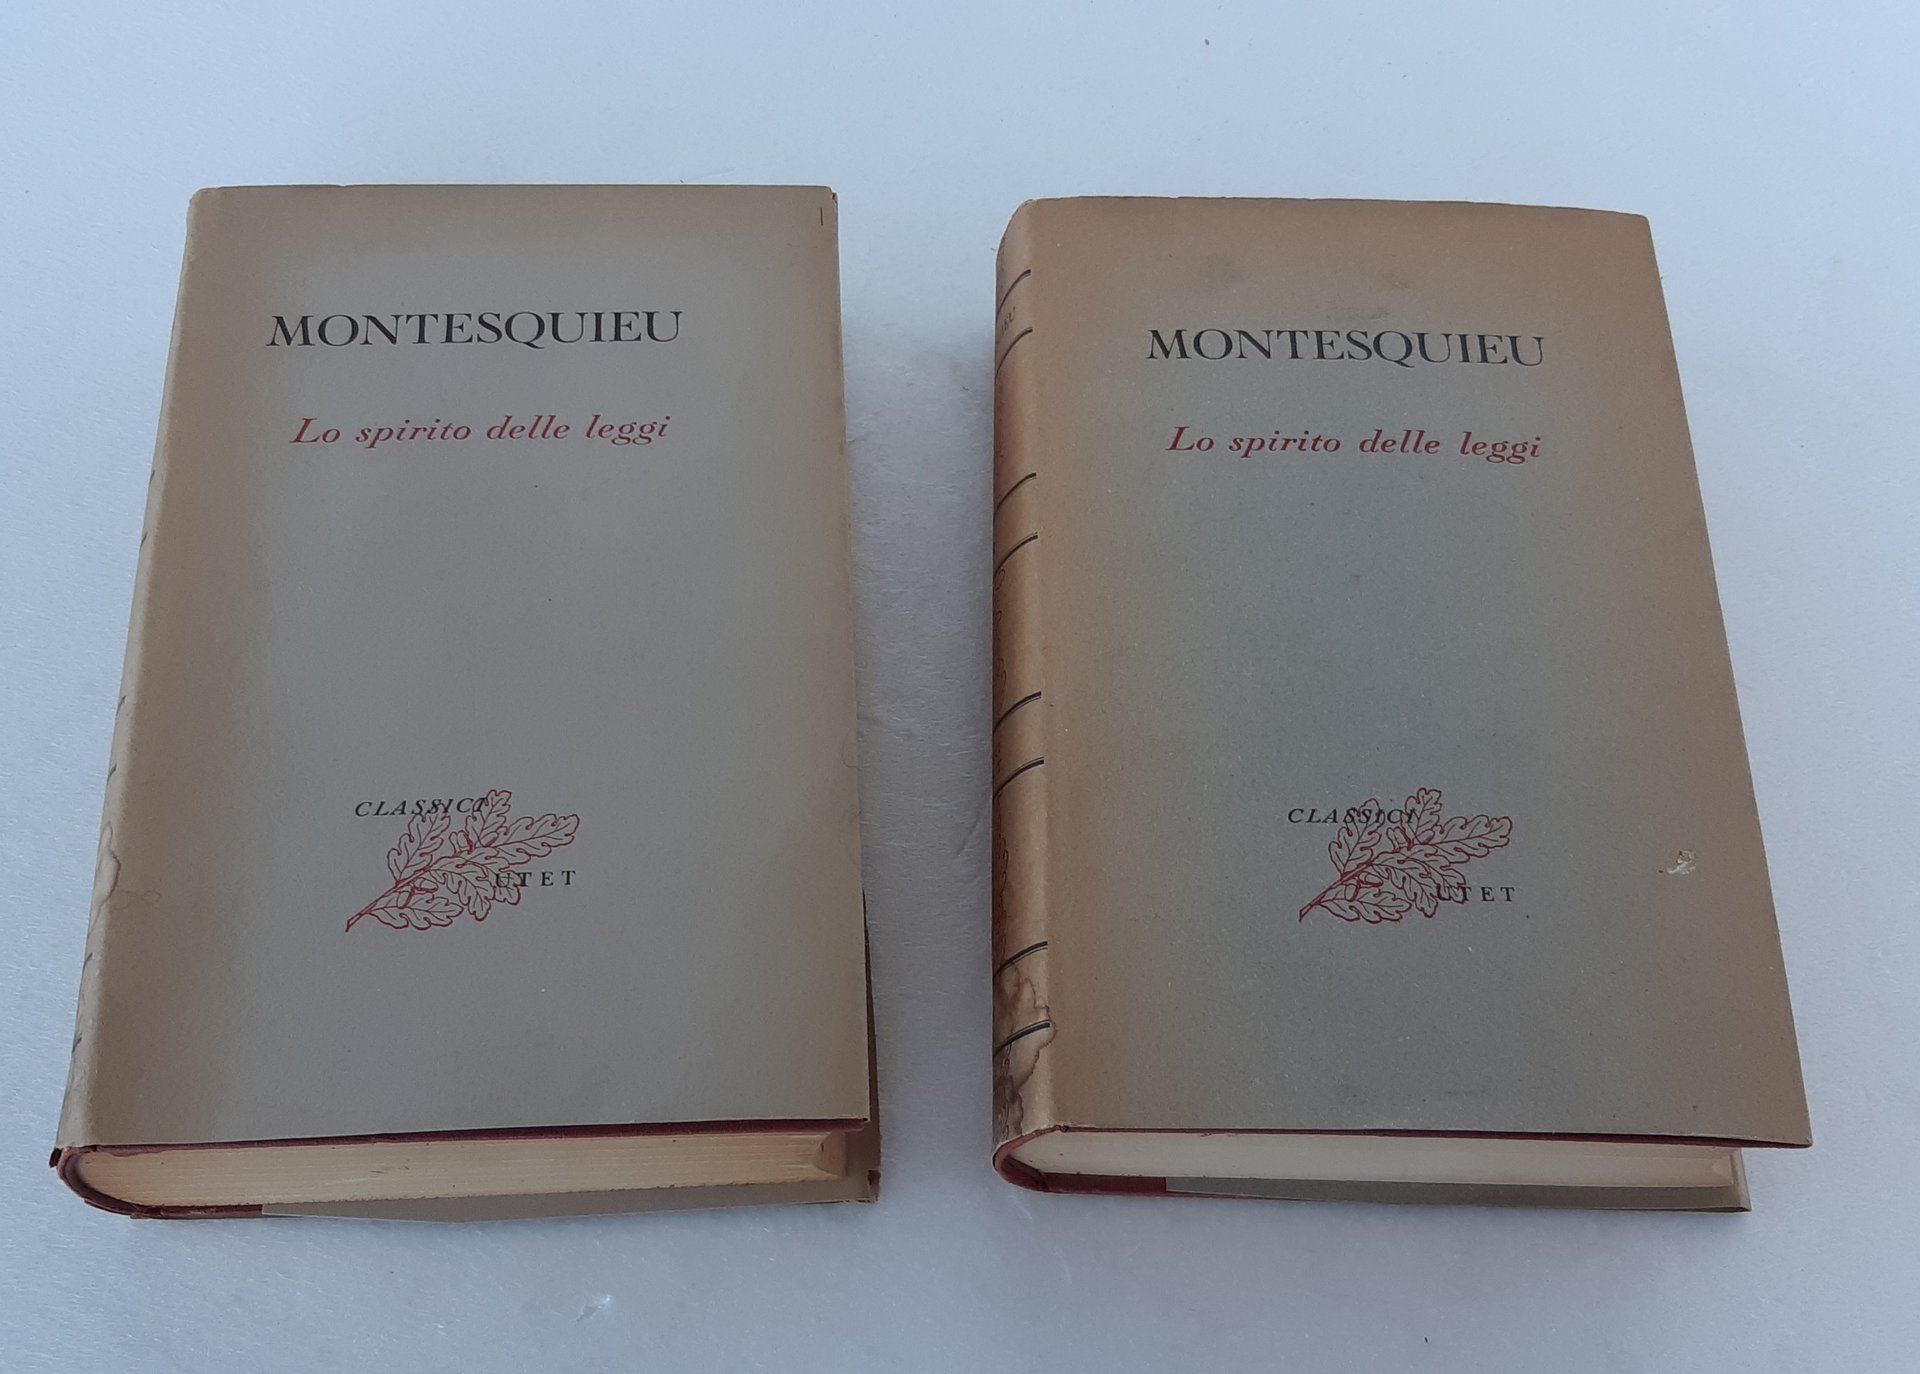 MONTESQUIEU
Lo spirito delle leggi
CLASSICI
UTET
MONTESQUIEU
Lo spirito delle leggi
CLASSICI
UTET